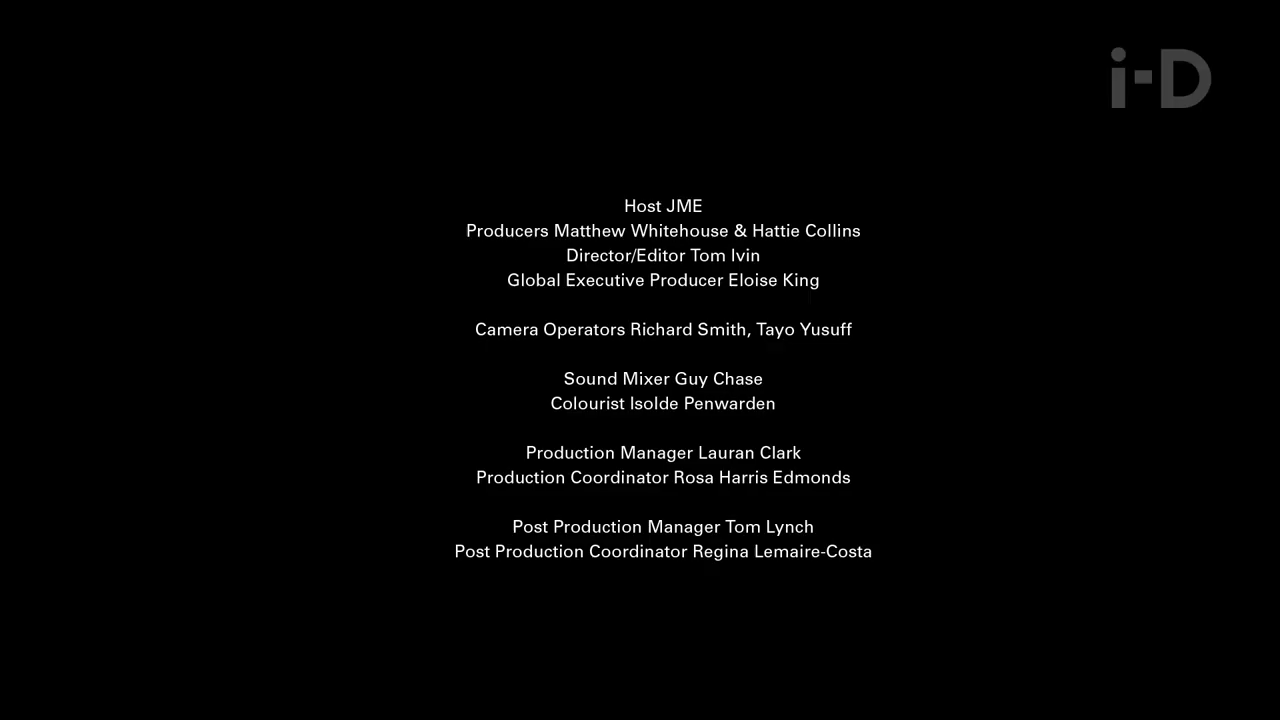 i-D
Host JME
Producers Matthew Whitehouse & Hattie Collins
Director/Editor Tom Ivin
Global Executive Producer Eloise King
Camera Operators Richard Smith, Tayo Yusuff
Sound Mixer Guy Chase
Colourist Isolde Penwarden
Production Manager Lauran Clark
Production Coordinator Rosa Harris Edmonds
Post Production Manager Tom Lynch
Post Production Coordinator Regina Lemaire-Costa